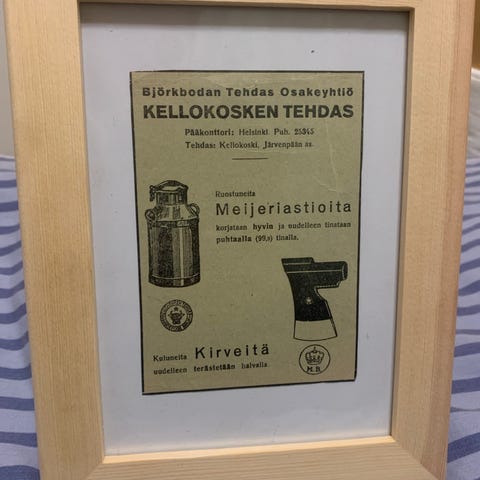 Björkbodan Tehdas Osakeyhtiö
KELLOKOSKEN TEHDAS
Pääkonttori: Helsinki. Puh. 25345
Tehdas: Kellokoski, Järvenpään as.
Ruostuneita
Meijeriastioita
korjataan hyvin ja uudelleen tinataan
puhtaalla (99,9) tinalla.
Kuluneita Kirveitä
uudelleen terästetään halvalla.
M.B.